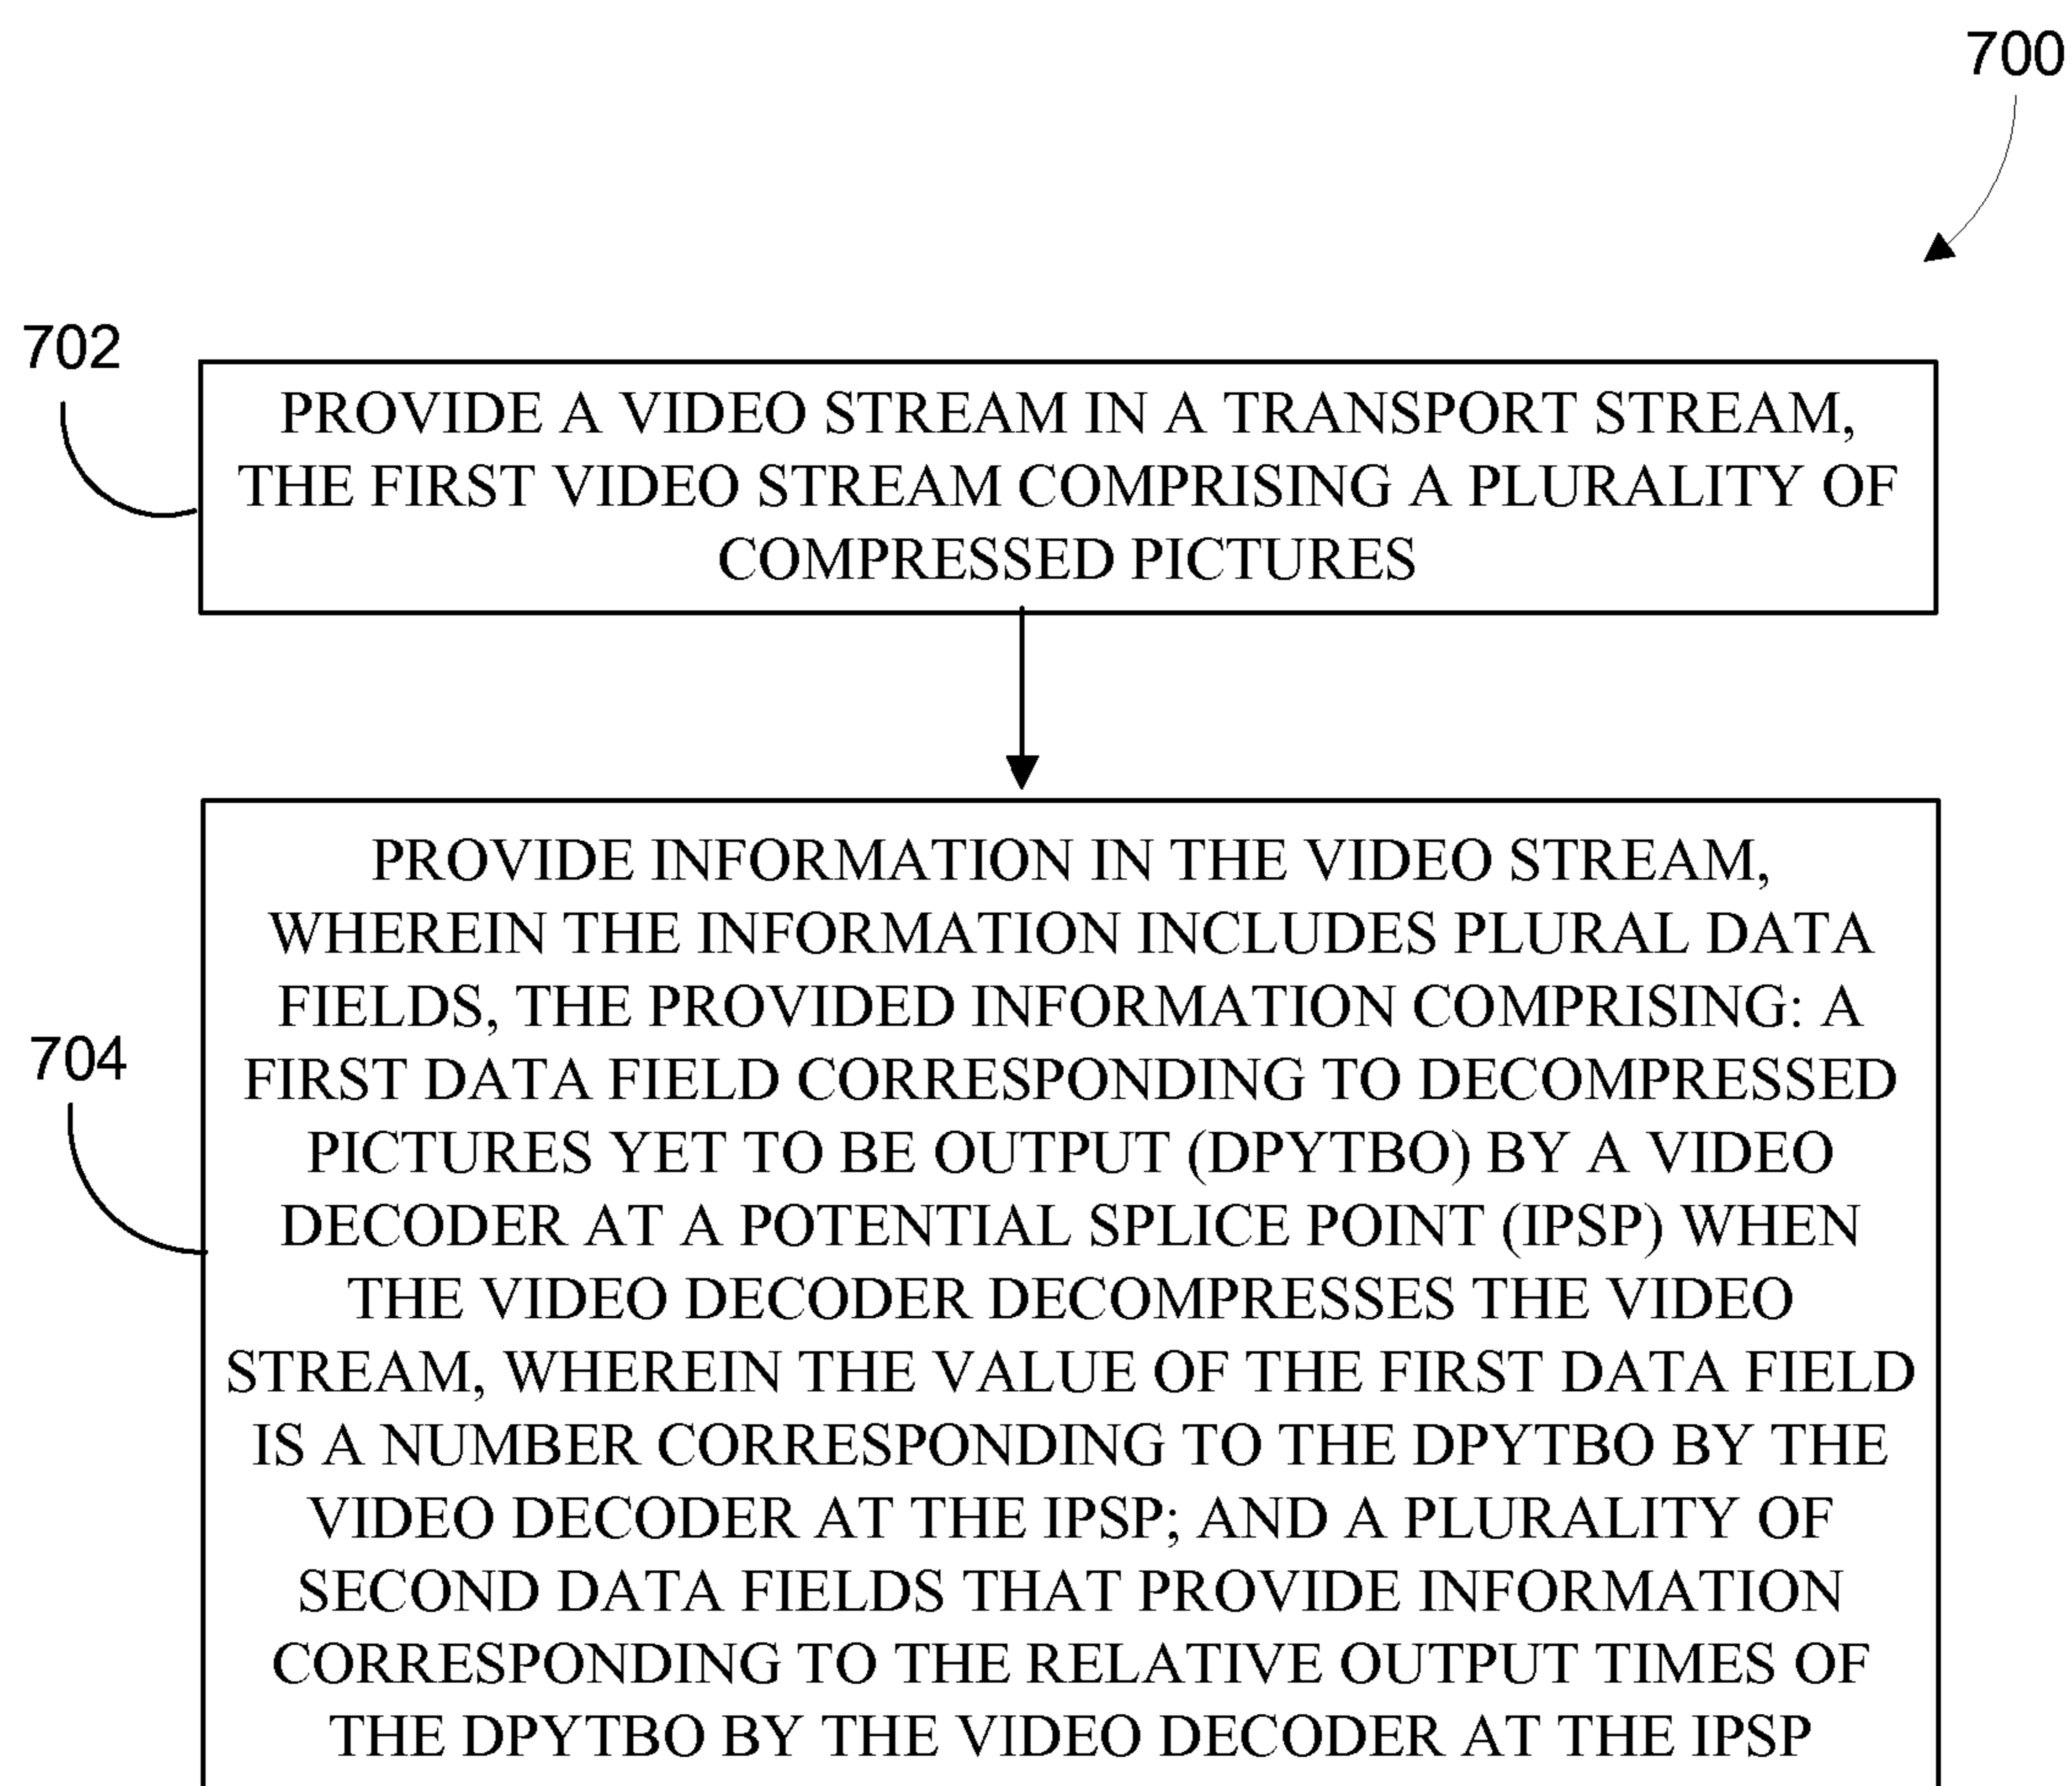 700
702
PROVIDE A VIDEO STREAM IN A TRANSPORT STREAM,
THE FIRST VIDEO STREAM COMPRISING A PLURALITY OF
COMPRESSED PICTURES
704
PROVIDE INFORMATION IN THE VIDEO STREAM,
WHEREIN THE INFORMATION INCLUDES PLURAL DATA
FIELDS, THE PROVIDED INFORMATION COMPRISING: A
FIRST DATA FIELD CORRESPONDING TO DECOMPRESSED
PICTURES YET TO BE OUTPUT (DPYTBO) BY A VIDEO
DECODER AT A POTENTIAL SPLICE POINT (IPSP) WHEN
THE VIDEO DECODER DECOMPRESSES THE VIDEO
STREAM, WHEREIN THE VALUE OF THE FIRST DATA FIELD
IS A NUMBER CORRESPONDING TO THE DPYTBO BY THE
VIDEO DECODER AT THE IPSP; AND A PLURALITY OF
SECOND DATA FIELDS THAT PROVIDE INFORMATION
CORRESPONDING TO THE RELATIVE OUTPUT TIMES OF
THE DPYTBO BY THE VIDEO DECODER AT THE IPSP